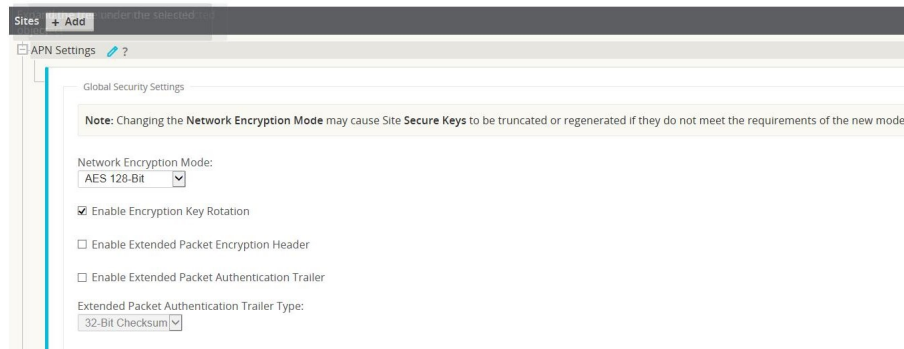 Sites + Add
APN Settings ?
Global Security Settings
Note: Changing the Network Encryption Mode may cause Site Secure Keys to be truncated or regenerated if they do not meet the requirements of the new mode
Network Encryption Mode:
AES 128-Bit
Enable Encryption Key Rotation
Enable Extended Packet Encryption Header
Enable Extended Packet Authentication Trailer
Extended Packet Authentication Trailer Type:
32-Bit Checksum